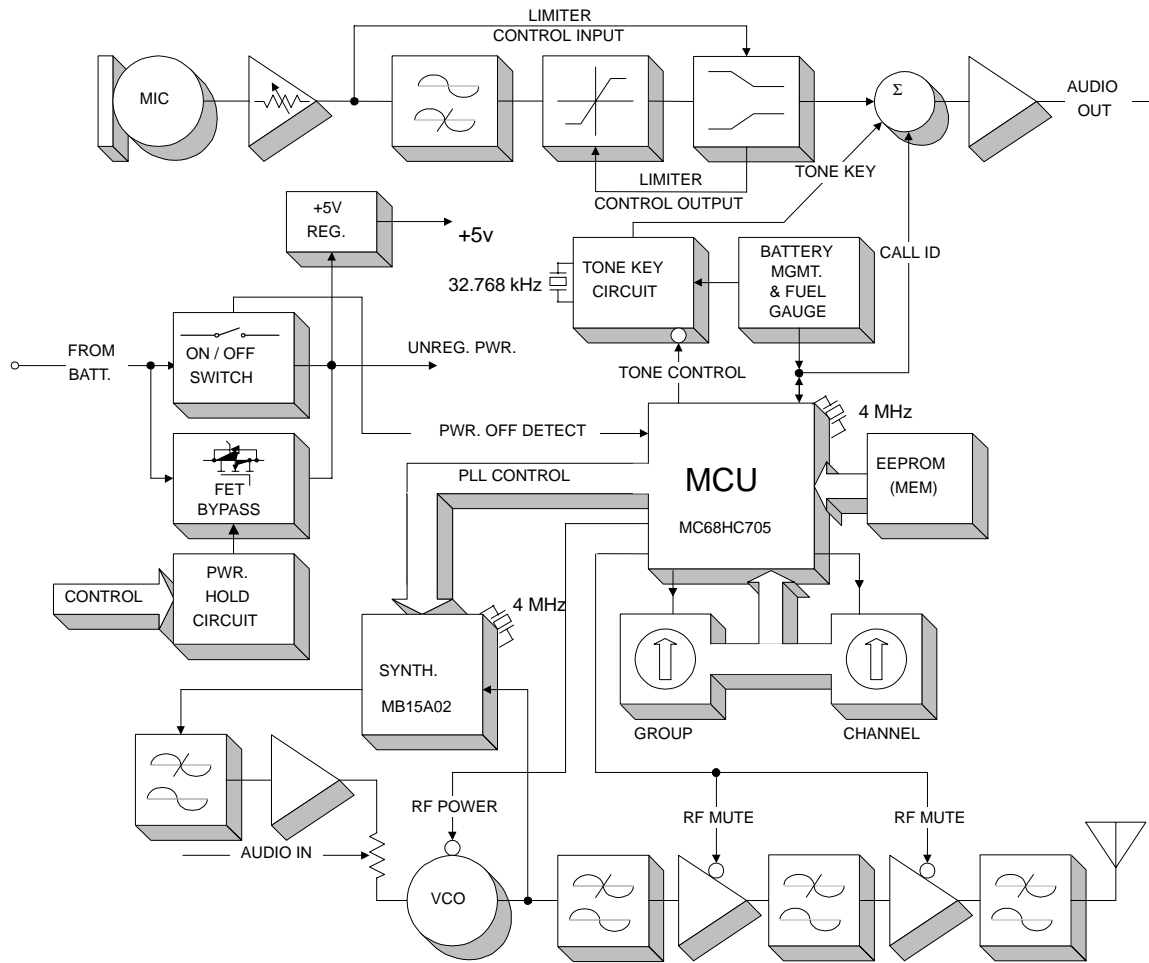 LIMITER
CONTROL INPUT
MIC
Σ
AUDIO
OUT
TONE KEY
LIMITER
CONTROL OUTPUT
+5V
REG.
+5v
32.768 kHz
TONE KEY
CIRCUIT
BATTERY
MGMT.
& FUEL
GAUGE
CALL ID
FROM
BATT.
ON / OFF
SWITCH
UNREG. PWR.
TONE CONTROL
4 MHz
PWR. OFF DETECT
PLL CONTROL
MCU
MC68HC705
EEPROM
(MEM)
FET
BYPASS
CONTROL
PWR.
HOLD
CIRCUIT
4 MHz
SYNTH.
MB15A02
GROUP
CHANNEL
RF POWER
RF MUTE
RF MUTE
AUDIO IN
VCO